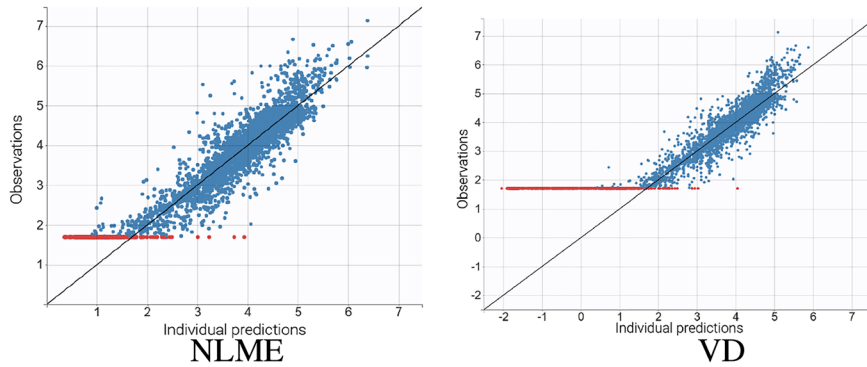 7
6
5
4
3
2
1
Observations
1 2 3 4 5 6 7
Individual predictions
NLME
7
6
5
4
3
2
1
0
-1
-2
Observations
-2 -1 0 1 2 3 4 5 6 7
Individual predictions
VD